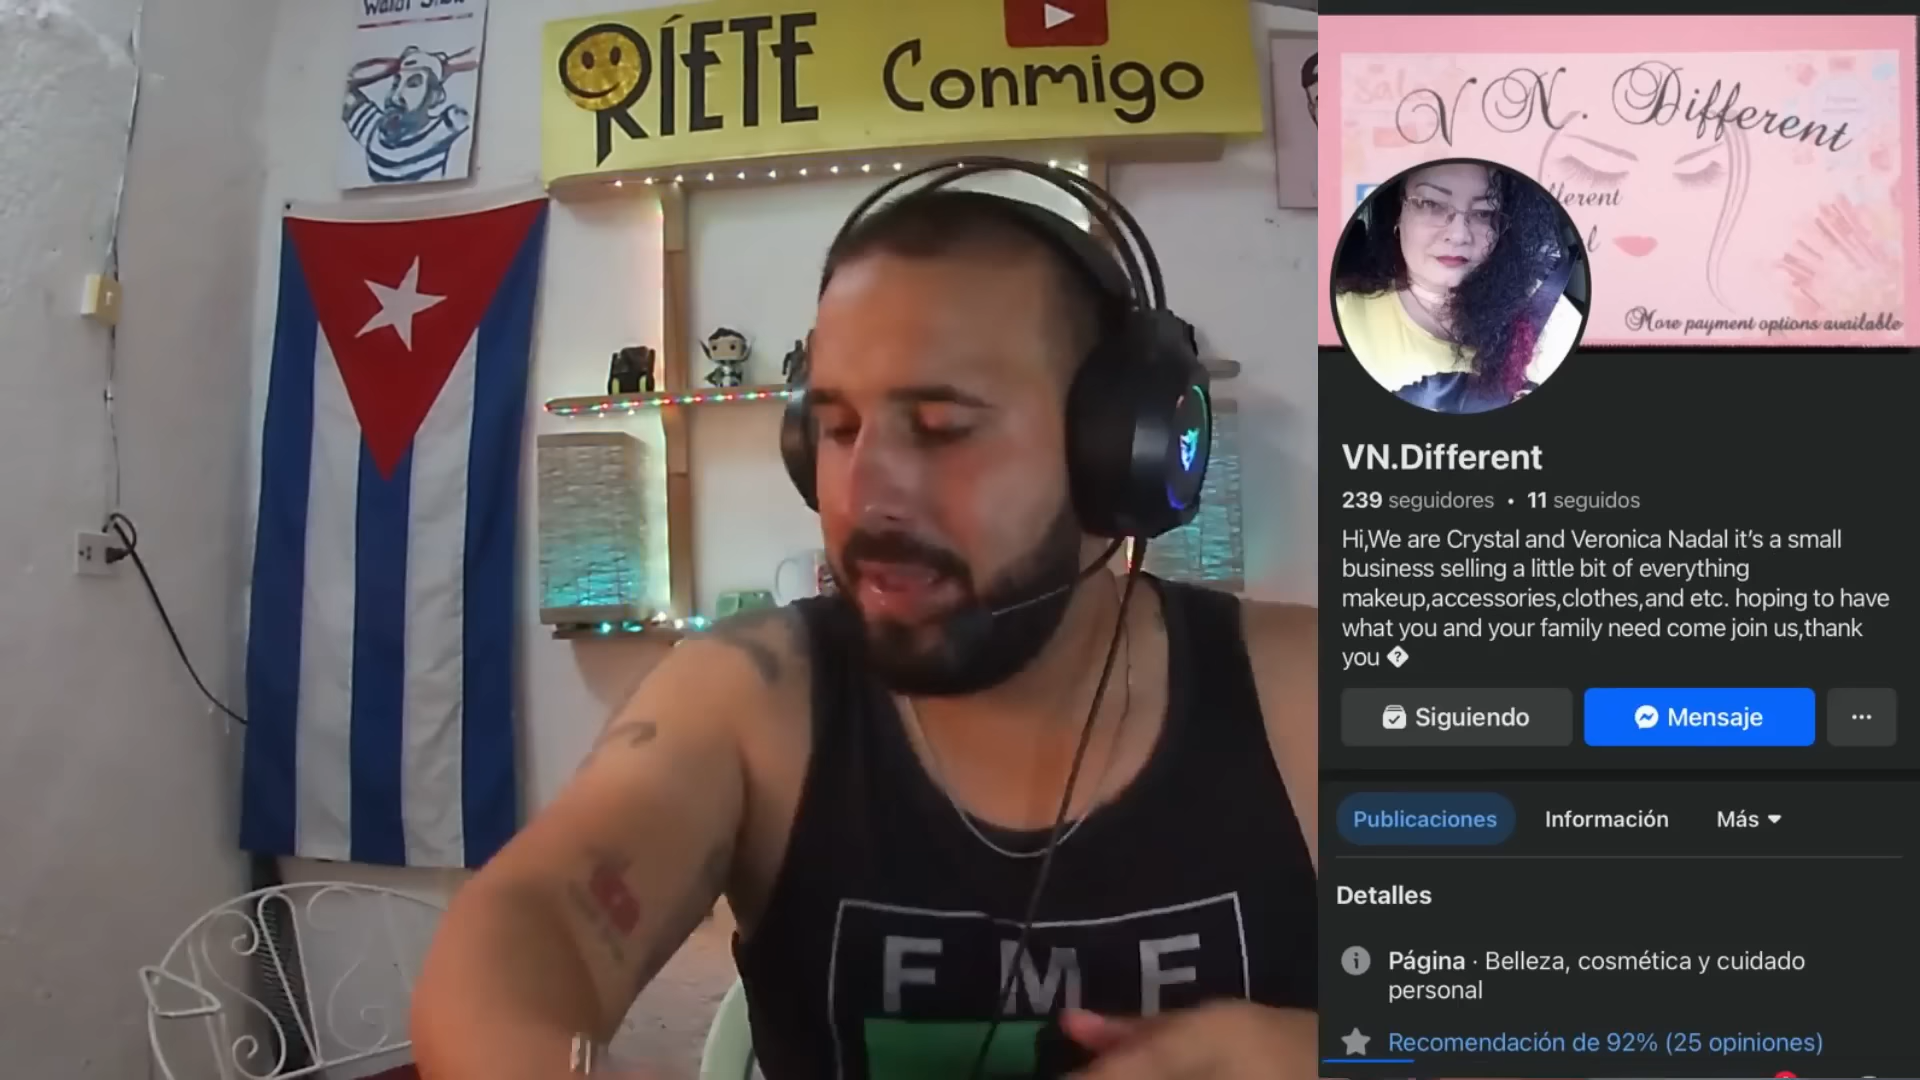 Waldi Show
RÍETE Conmigo
FMF
V N. Different
fferent
l
More payment options available
VN.Different
239 seguidores • 11 seguidos
Hi,We are Crystal and Veronica Nadal it's a small
business selling a little bit of everything
makeup,accessories,clothes,and etc. hoping to have
what you and your family need come join us,thank
you �
Siguiendo
Mensaje
Publicaciones
Información
Más
Detalles
Página · Belleza, cosmética y cuidado
personal
Recomendación de 92% (25 opiniones)